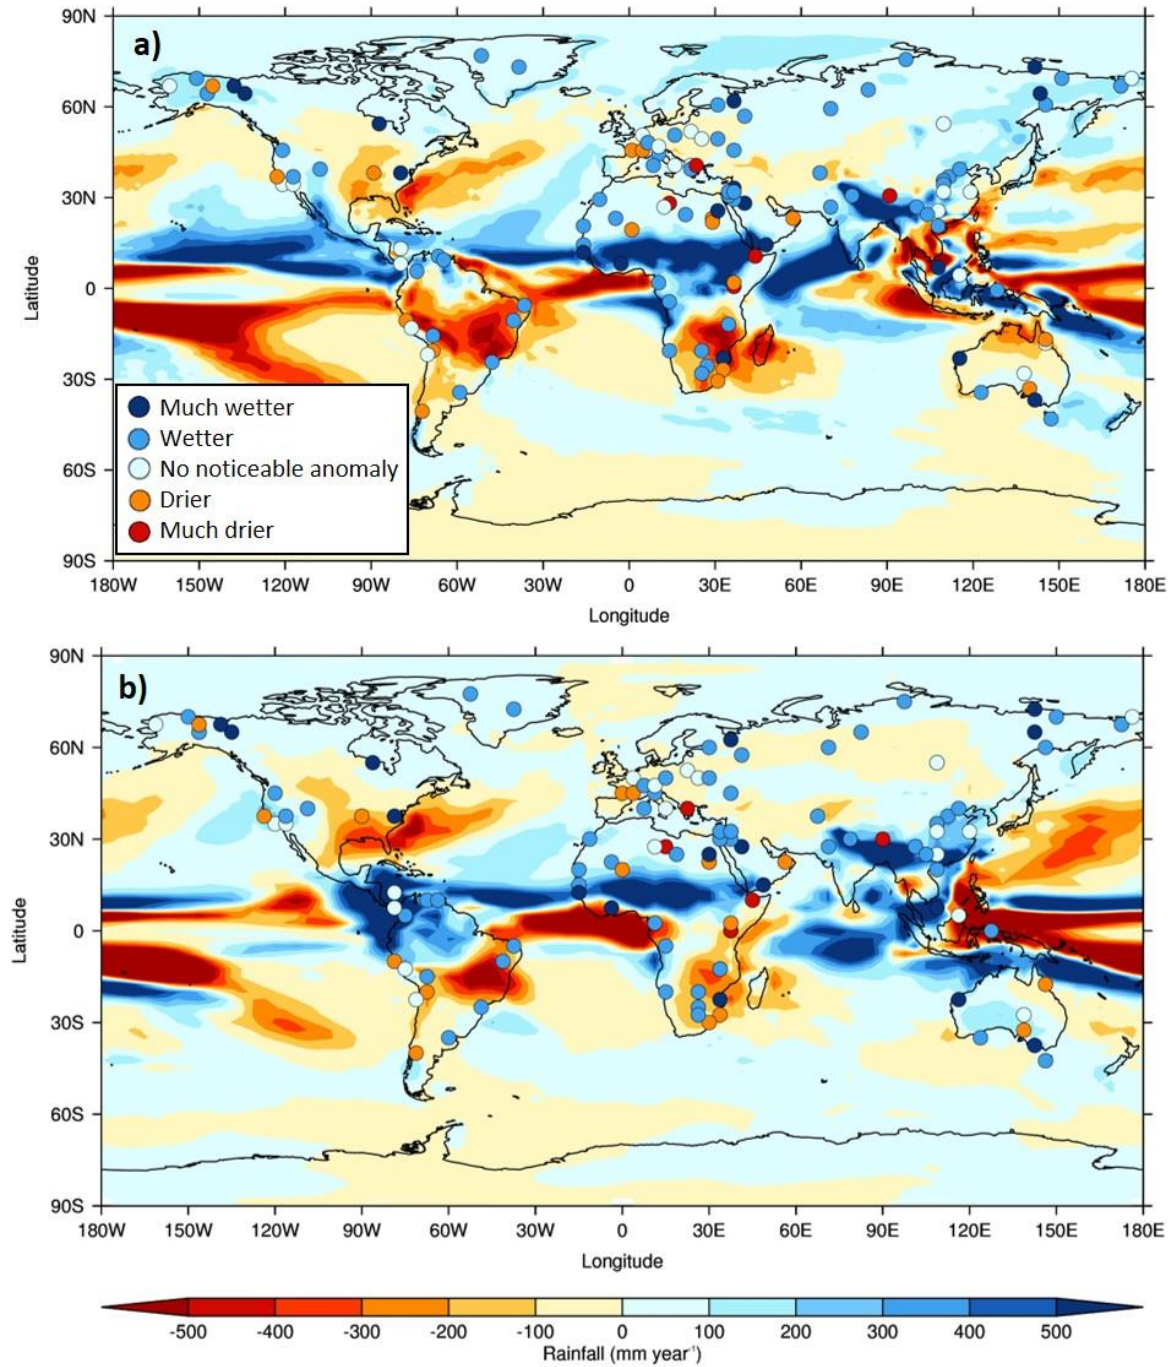 a)
90N
60N
30N
0
30S
60S
90S
Latitude
Much wetter
Wetter
No noticeable anomaly
Drier
Much drier
180W 150W 120W 90W 60W 30W 0 30E 60E 90E 120E 150E 180E
Longitude
b)
90N
60N
30N
0
30S
60S
90S
Latitude
180W 150W 120W 90W 60W 30W 0 30E 60E 90E 120E 150E 180E
Longitude
-500 -400 -300 -200 -100 0 100 200 300 400 500
Rainfall (mm year⁻¹)